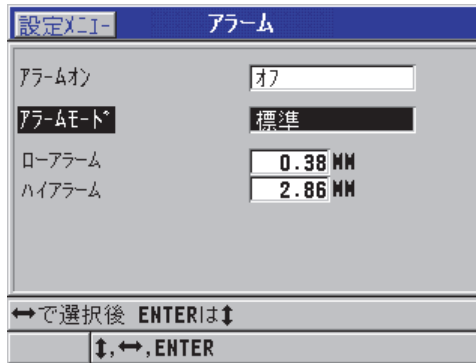 設定ﾒﾆｭｰ アラーム
ｱﾗｰﾑｵﾝ ｵﾌ
ｱﾗｰﾑﾓｰﾄﾞ 標準
ローアラーム 0.38 MM
ハイアラーム 2.86 MM
↔で選択後 ENTERは↕
↕,↔,ENTER